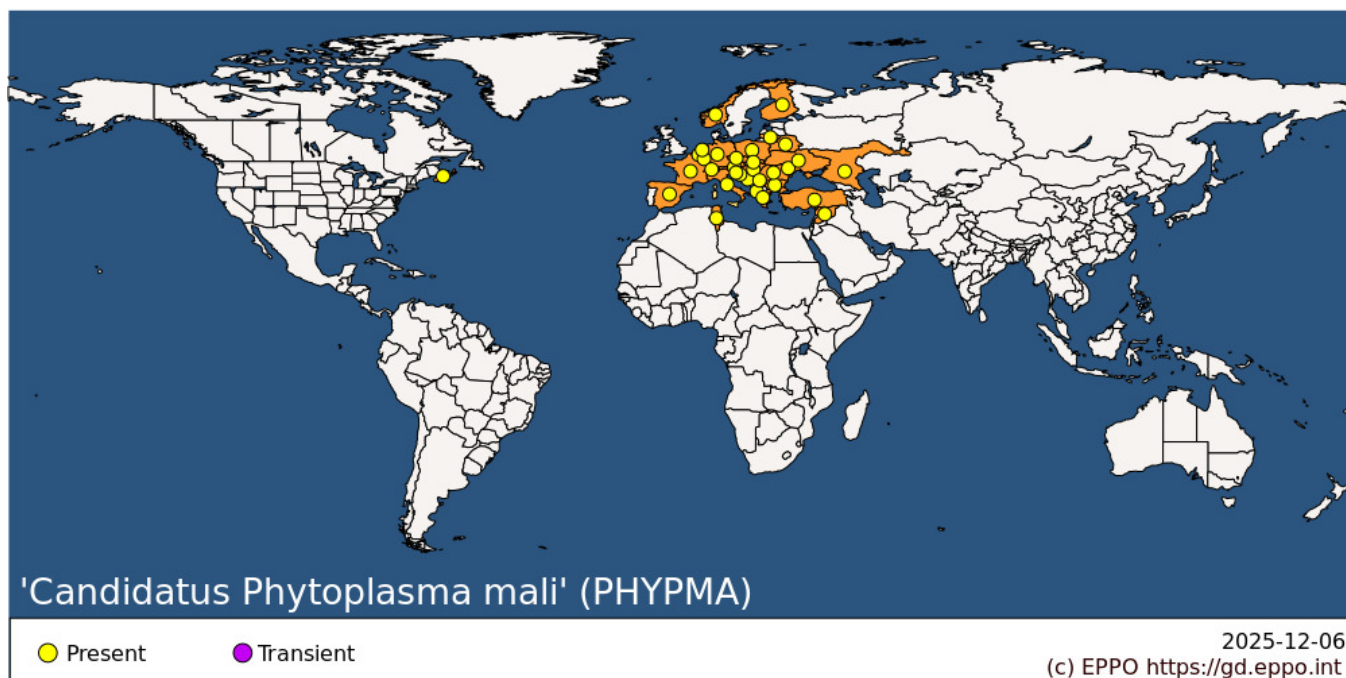 'Candidatus Phytoplasma mali' (PHYPMA)
Present
Transient
2025-12-06
(c) EPPO https://gd.eppo.int